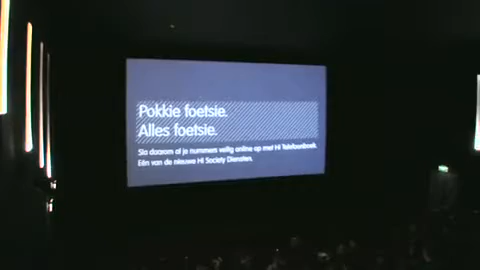 Pokkie foetsie.
Alles foetsie.
Sla daarom al je nummers veilig online op met Hi Telefoonboek.
Eén van de nieuwe Hi Society Diensten.